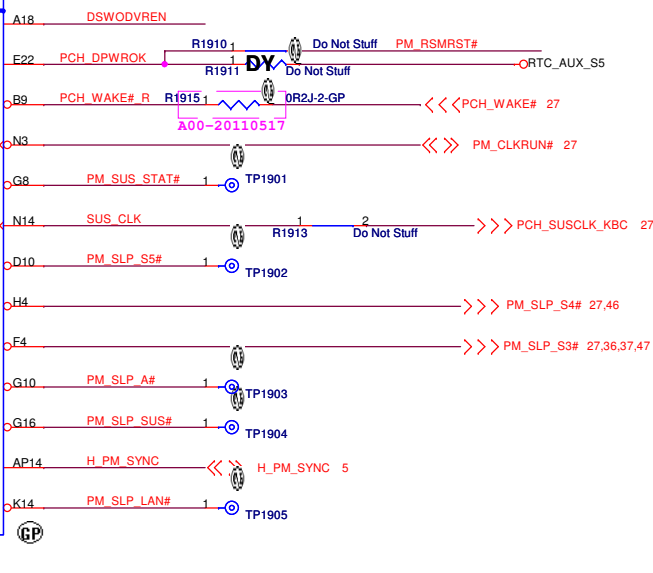 A18 DSWODVREN
R1910 1 Do Not Stuff PM_RSMRST#
E22 PCH_DPWROK R1911 1 DY Do Not Stuff RTC_AUX_S5
B9 PCH_WAKE#_R R1915 1 0R2J-2-GP PCH_WAKE# 27
A00-20110517
N3 PM_CLKRUN# 27
G8 PM_SUS_STAT# 1 TP1901
N14 SUS_CLK 1 2 PCH_SUSCLK_KBC 27
R1913 Do Not Stuff
D10 PM_SLP_S5# 1 TP1902
H4 PM_SLP_S4# 27,46
F4 PM_SLP_S3# 27,36,37,47
G10 PM_SLP_A# 1 TP1903
G16 PM_SLP_SUS# 1 TP1904
AP14 H_PM_SYNC H_PM_SYNC 5
K14 PM_SLP_LAN# 1 TP1905
GP